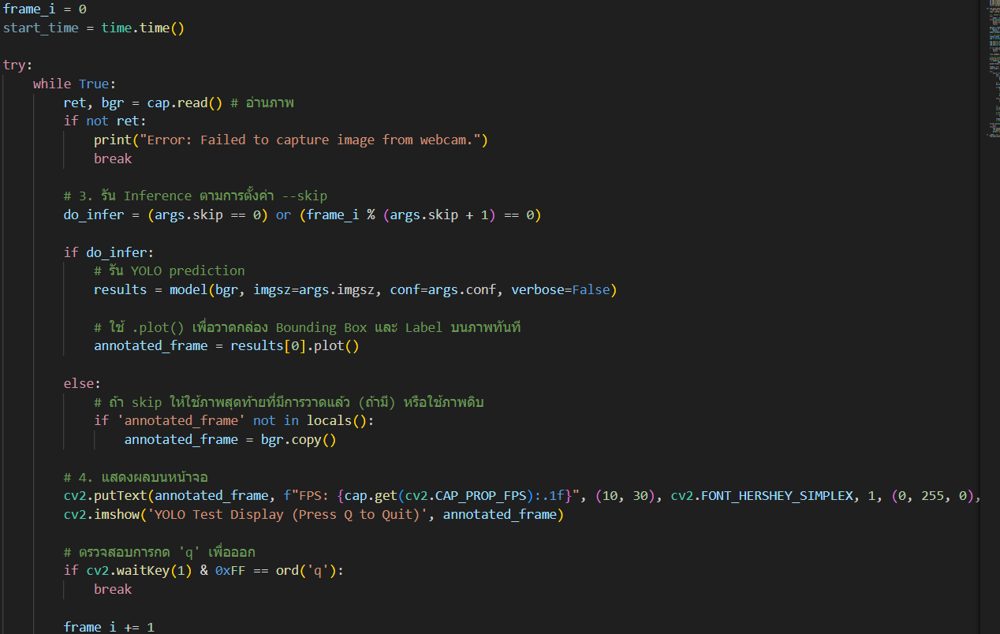 frame_i = 0
start_time = time.time()
try:
while True:
ret, bgr = cap.read() # อ่านภาพ
if not ret:
print("Error: Failed to capture image from webcam.")
break
# 3. รัน Inference ตามการตั้งค่า --skip
do_infer = (args.skip == 0) or (frame_i % (args.skip + 1) == 0)
if do_infer:
# รัน YOLO prediction
results = model(bgr, imgsz=args.imgsz, conf=args.conf, verbose=False)
# ใช้ .plot() เพื่อวาดกล่อง Bounding Box และ Label บนภาพทันที
annotated_frame = results[0].plot()
else:
# ถ้า skip ให้ใช้ภาพสุดท้ายที่มีการวาดแล้ว (ถ้ามี) หรือใช้ภาพดิบ
if 'annotated_frame' not in locals():
annotated_frame = bgr.copy()
# 4. แสดงผลบนหน้าจอ
cv2.putText(annotated_frame, f"FPS: {cap.get(cv2.CAP_PROP_FPS):.1f}", (10, 30), cv2.FONT_HERSHEY_SIMPLEX, 1, (0, 255, 0),
cv2.imshow('YOLO Test Display (Press Q to Quit)', annotated_frame)
# ตรวจสอบการกด 'q' เพื่อออก
if cv2.waitKey(1) & 0xFF == ord('q'):
break
frame_i += 1